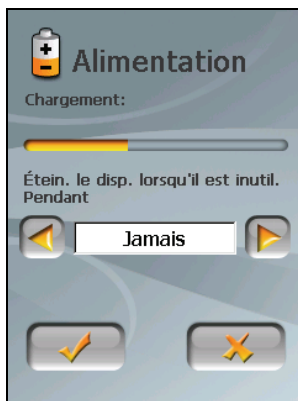 Alimentation
Chargement:
Étein. le disp. lorsqu'il est inutil.
Pendant
Jamais